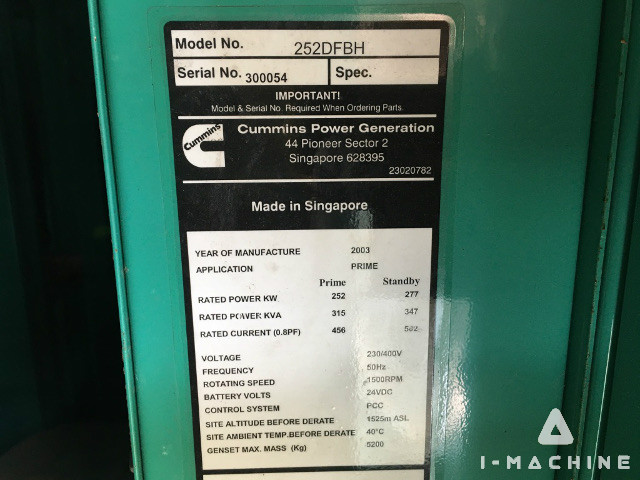 Model No. 252DFBH
Serial No. 300054 Spec.
IMPORTANT!
Model & Serial No. Required When Ordering Parts.
Cummins
Cummins Power Generation
44 Pioneer Sector 2
Singapore 628395
23020782
Made in Singapore
YEAR OF MANUFACTURE 2003
APPLICATION PRIME
Prime Standby
RATED POWER KW 252 277
RATED POWER KVA 315 347
RATED CURRENT (0.8PF) 456
VOLTAGE 230/400V
FREQUENCY 50Hz
ROTATING SPEED 1500RPM
BATTERY VOLTS 24VDC
CONTROL SYSTEM PCC
SITE ALTITUDE BEFORE DERATE 1525m ASL
SITE AMBIENT TEMP.BEFORE DERATE 40°C
GENSET MAX. MASS (Kg) 5200
I-MACHINE